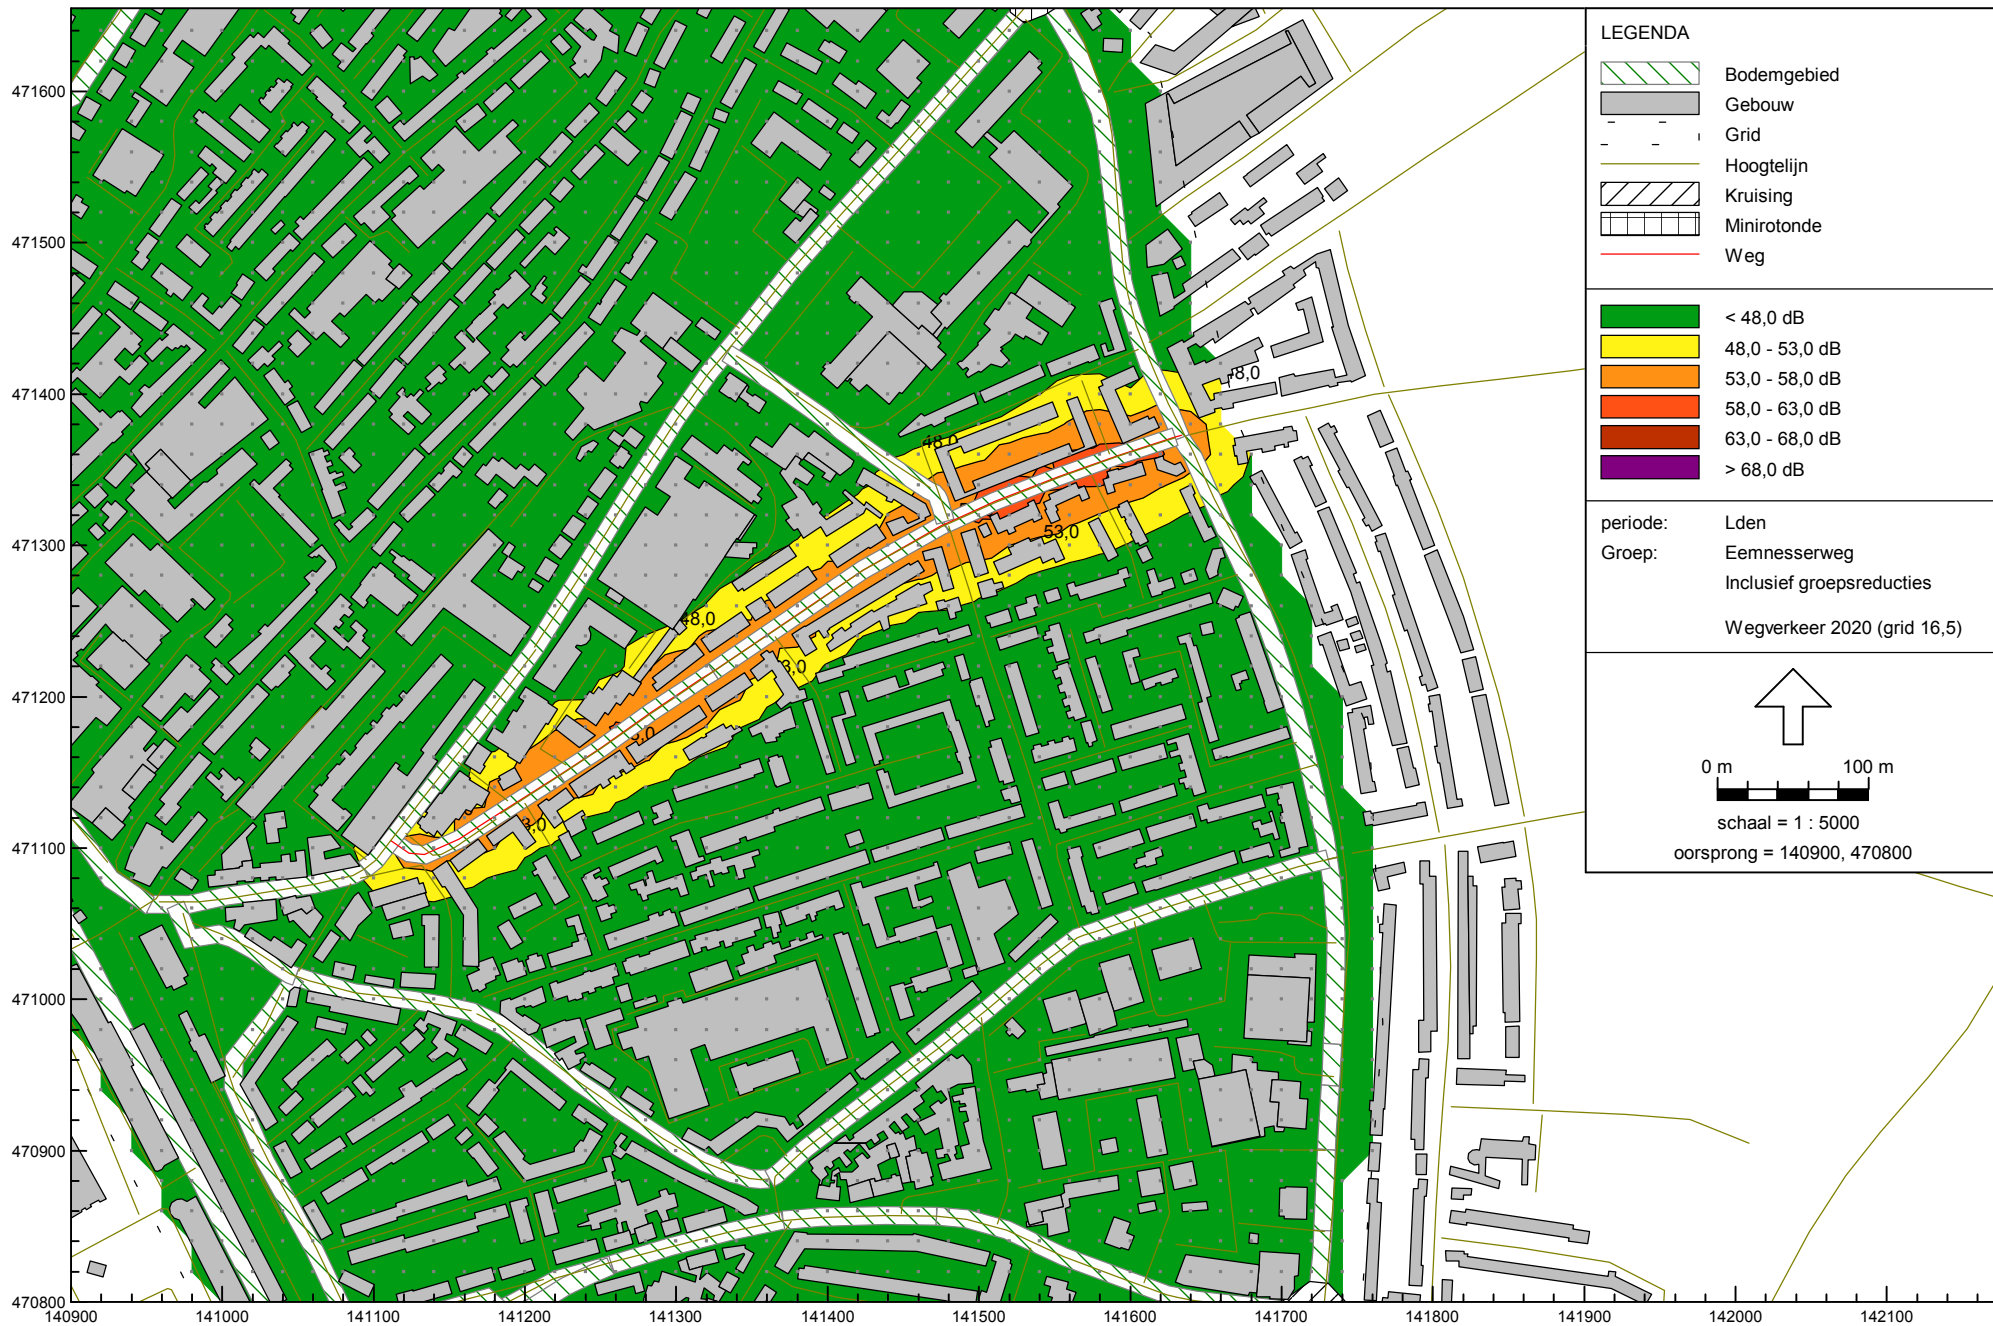 LEGENDA
Bodemgebied
Gebouw
Grid
Hoogtelijn
Kruising
Minirotonde
Weg
< 48,0 dB
48,0 - 53,0 dB
53,0 - 58,0 dB
58,0 - 63,0 dB
63,0 - 68,0 dB
> 68,0 dB
periode: Lden
Groep: Eemnesserweg
Inclusief groepsreducties
Wegverkeer 2020 (grid 16,5)
0 m 100 m
schaal = 1 : 5000
oorsprong = 140900, 470800
471600
471500
471400
471300
471200
471100
471000
470900
470800
140900 141000 141100 141200 141300 141400 141500 141600 141700 141800 141900 142000 142100
48,0
48,0
53,0
48,0